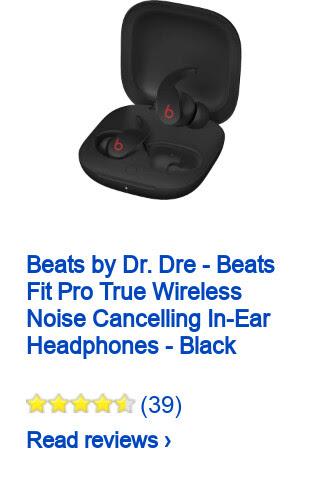 Beats by Dr. Dre - Beats
Fit Pro True Wireless
Noise Cancelling In-Ear
Headphones - Black
(39)
Read reviews ›